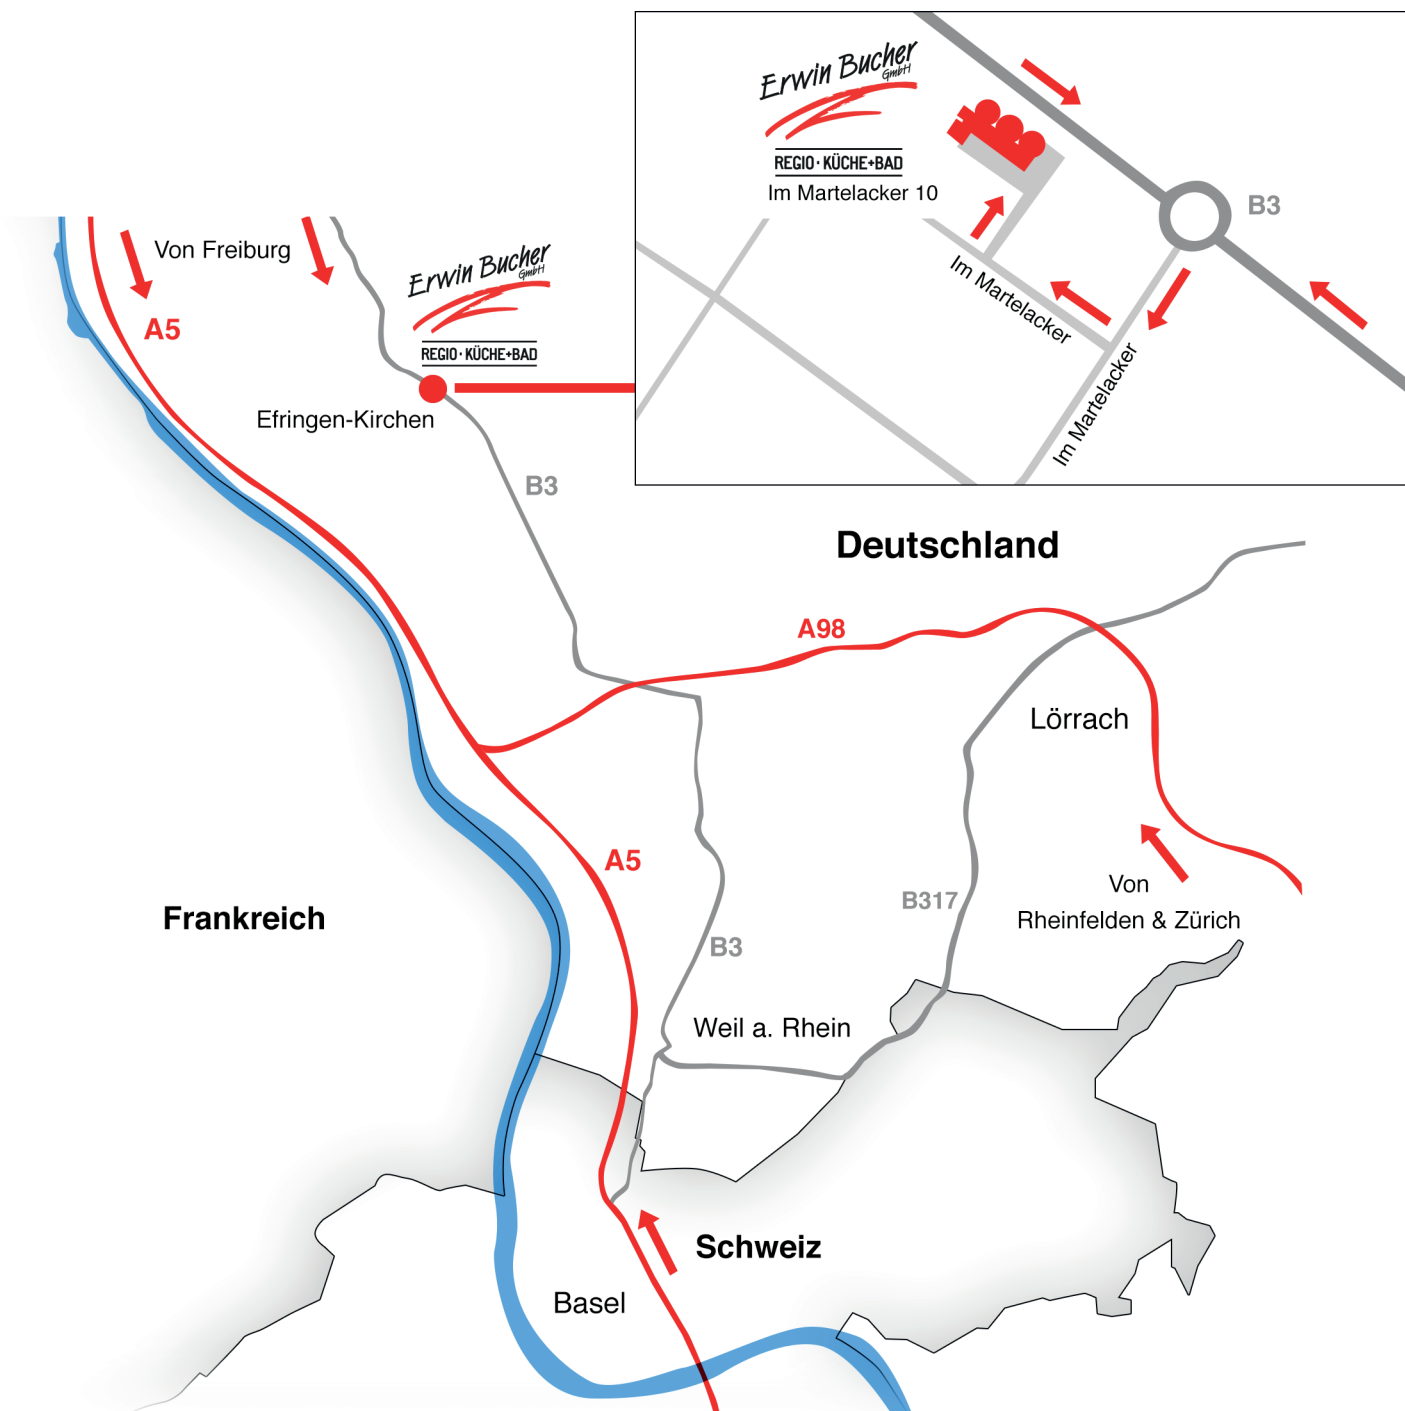 Erwin Bucher
GmbH
REGIO · KÜCHE+BAD
Im Martelacker 10
B3
Im Martelacker
Im Martelacker
Von Freiburg
A5
Erwin Bucher
GmbH
REGIO · KÜCHE+BAD
Efringen-Kirchen
B3
Deutschland
A98
Lörrach
A5
Von
Rheinfelden & Zürich
B317
Frankreich
B3
Weil a. Rhein
Schweiz
Basel